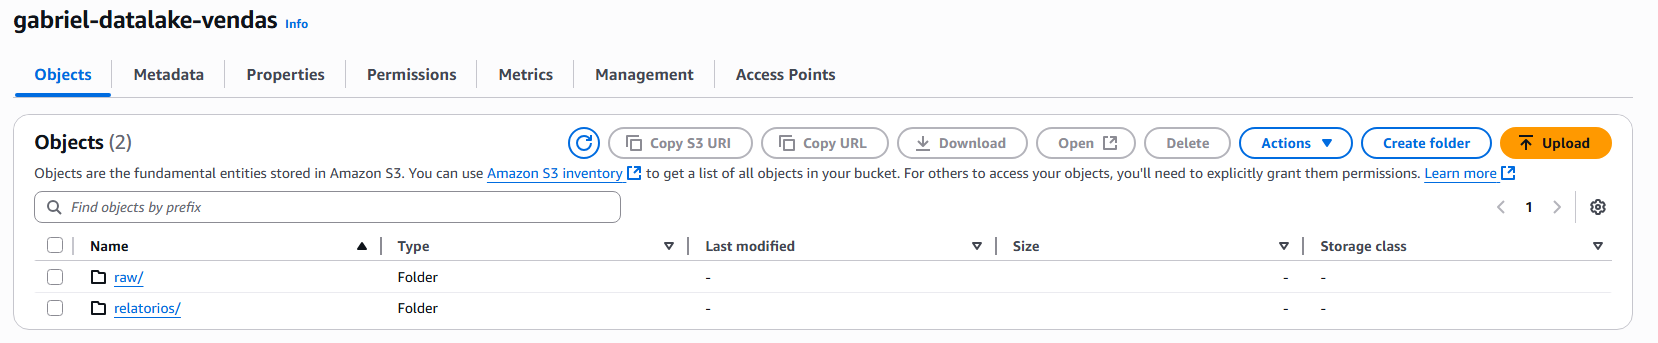 gabriel-datalake-vendas Info
Objects Metadata Properties Permissions Metrics Management Access Points
Objects (2) Copy S3 URI Copy URL Download Open Delete Actions Create folder Upload
Objects are the fundamental entities stored in Amazon S3. You can use Amazon S3 inventory to get a list of all objects in your bucket. For others to access your objects, you'll need to explicitly grant them permissions. Learn more
Find objects by prefix 1
Name Type Last modified Size Storage class
raw/ Folder - - -
relatorios/ Folder - - -